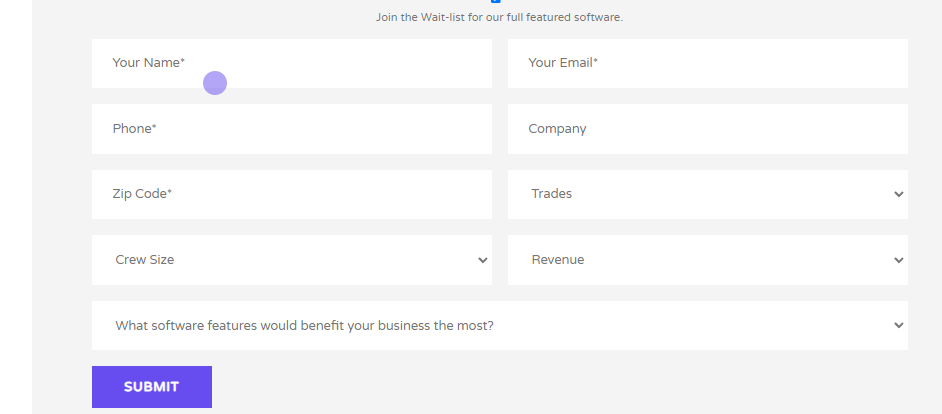 Join the Wait-list for our full featured software.
Your Name*
Your Email*
Phone*
Company
Zip Code*
Trades
Crew Size
Revenue
What software features would benefit your business the most?
SUBMIT